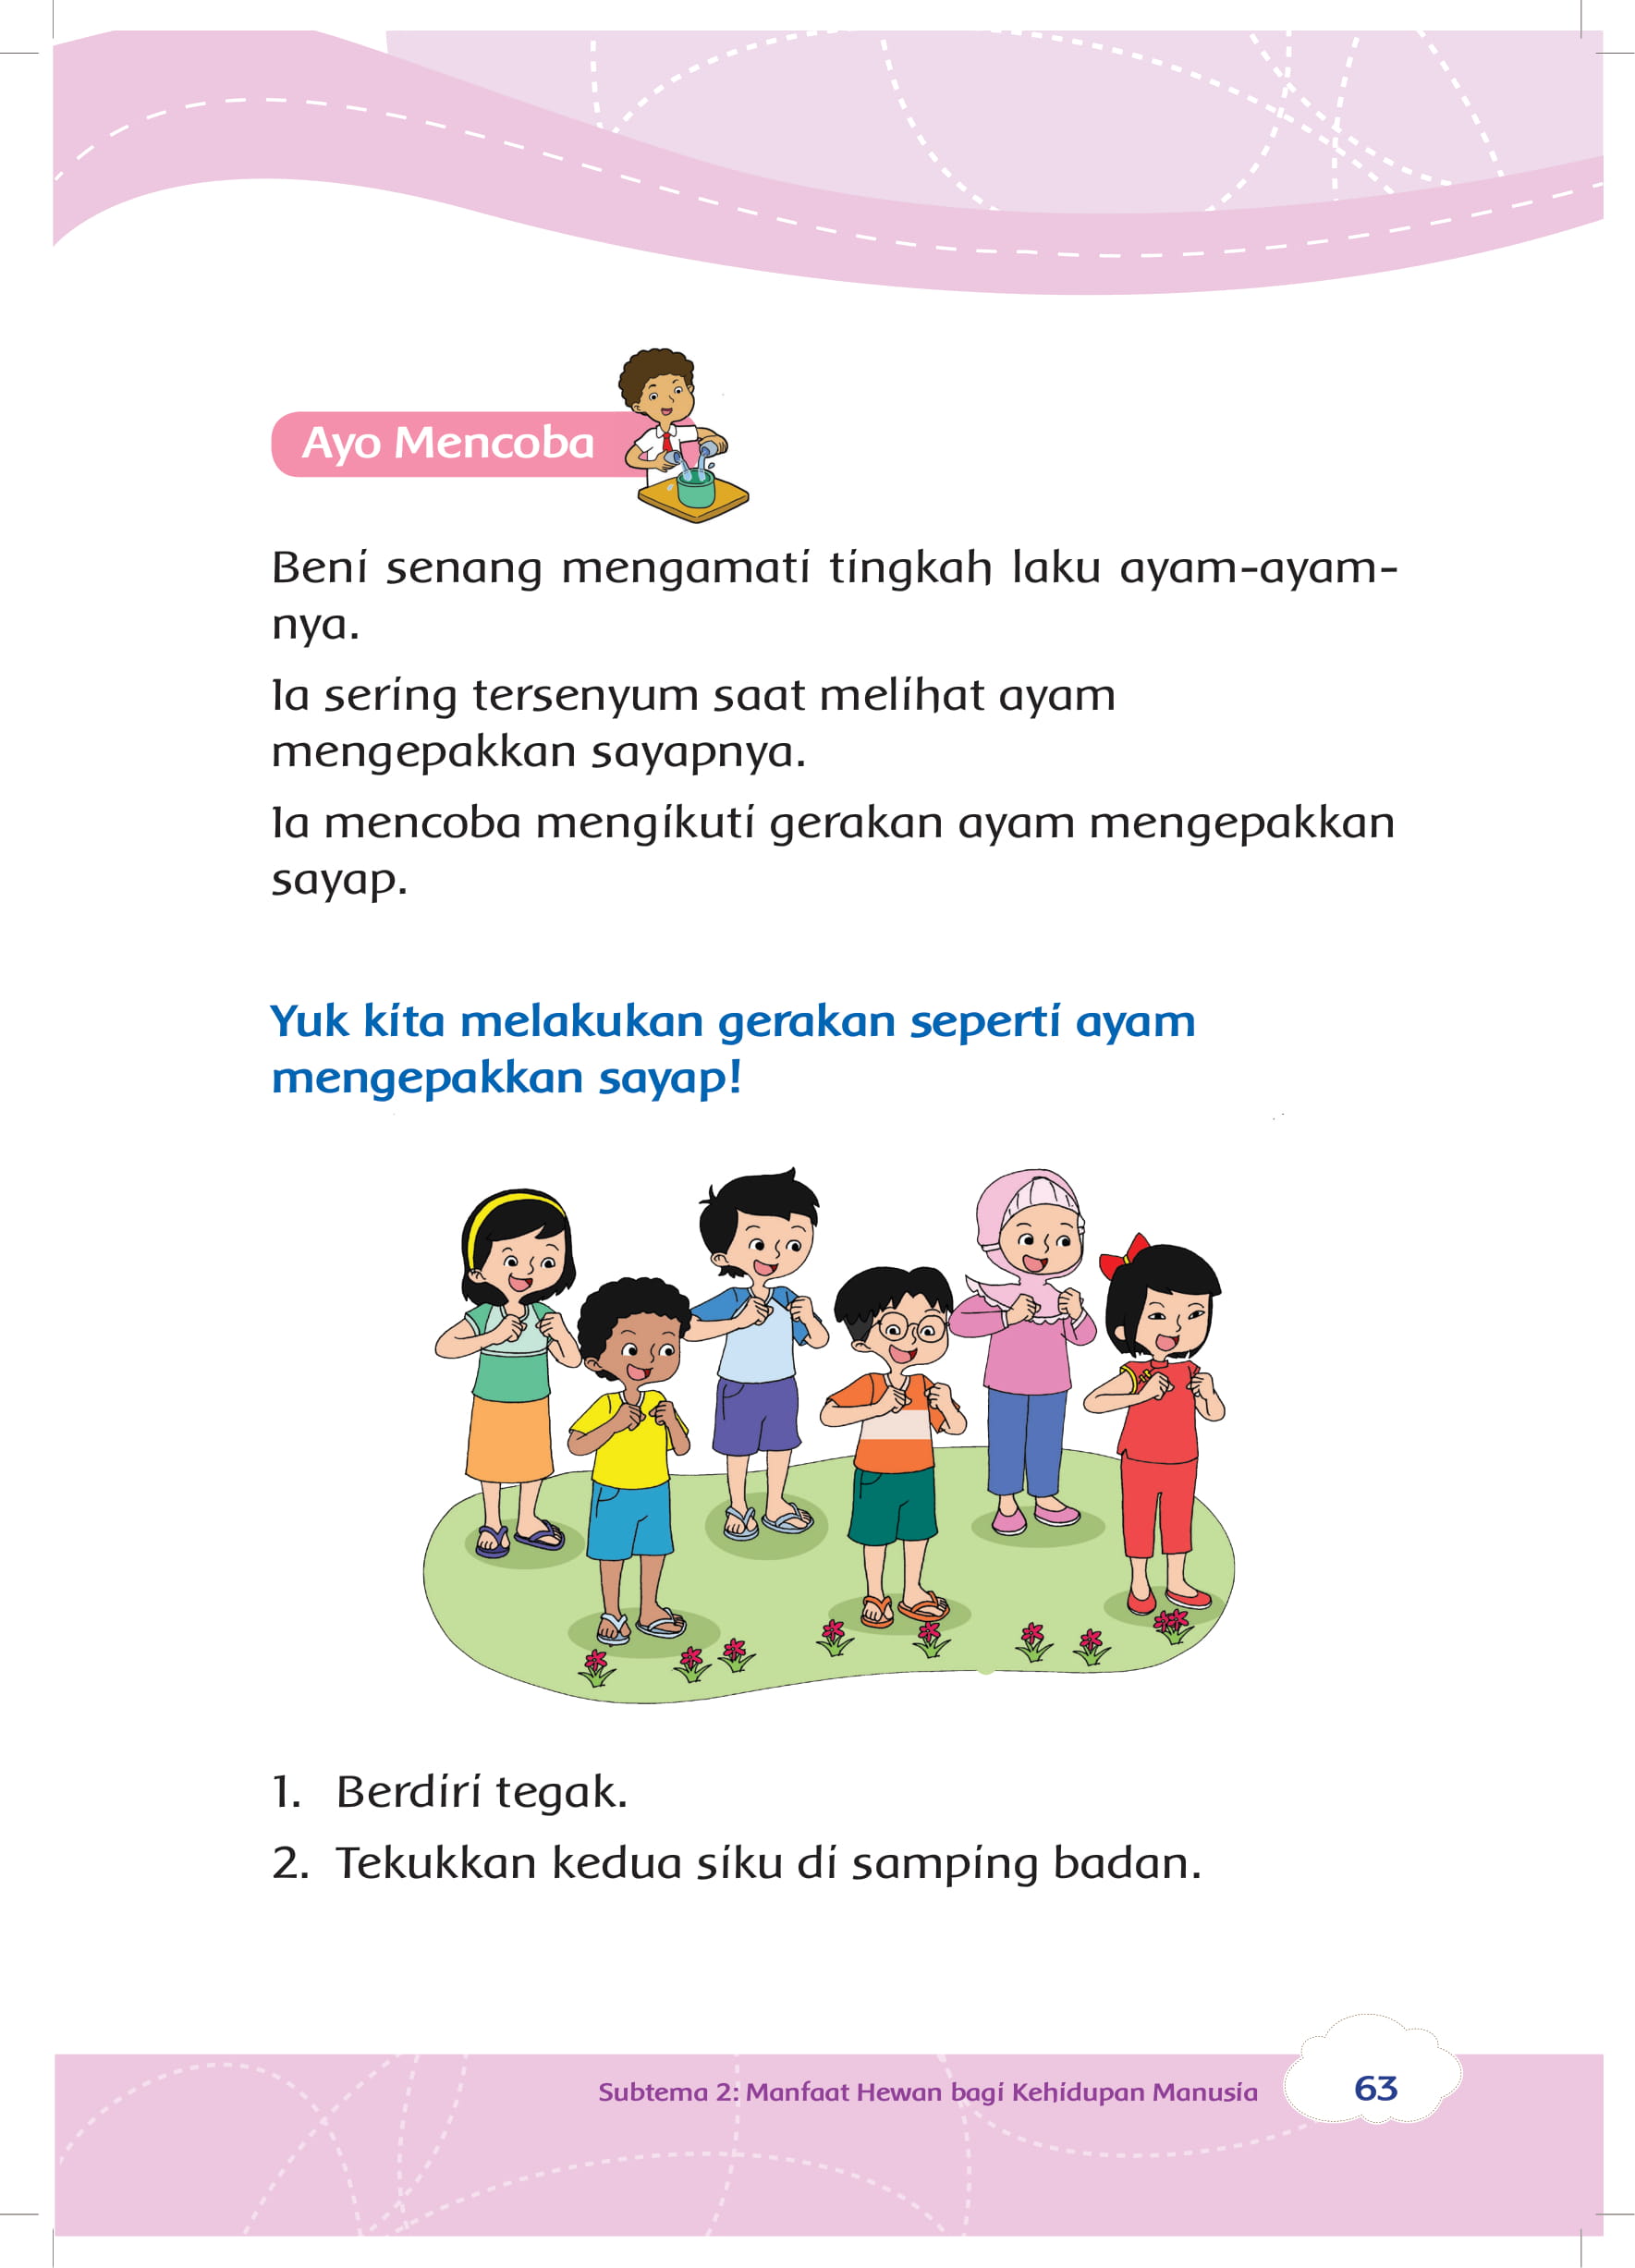 Ayo Mencoba
Beni senang mengamati tingkah laku ayam-ayam-
nya.
Ia sering tersenyum saat melihat ayam
mengepakkan sayapnya.
Ia mencoba mengikuti gerakan ayam mengepakkan
sayap.
Yuk kita melakukan gerakan seperti ayam
mengepakkan sayap!
1. Berdiri tegak.
2. Tekukkan kedua siku di samping badan.
Subtema 2: Manfaat Hewan bagi Kehidupan Manusia
63